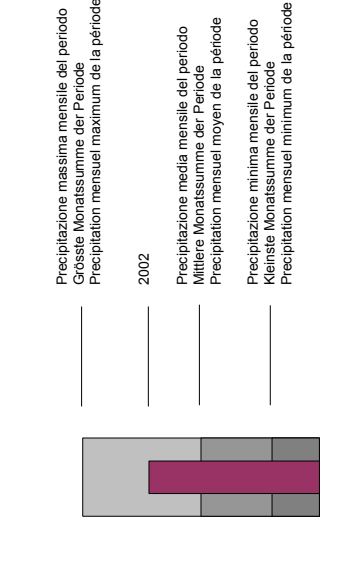 Precipitazione massima mensile del periodo
Grösste Monatssumme der Periode
Precipitation mensuel maximum de la période
2002
Precipitazione media mensile del periodo
Mittlere Monatssumme der Periode
Precipitation mensuel moyen de la période
Precipitazione minima mensile del periodo
Kleinste Monatssumme der Periode
Precipitation mensuel minimum de la période